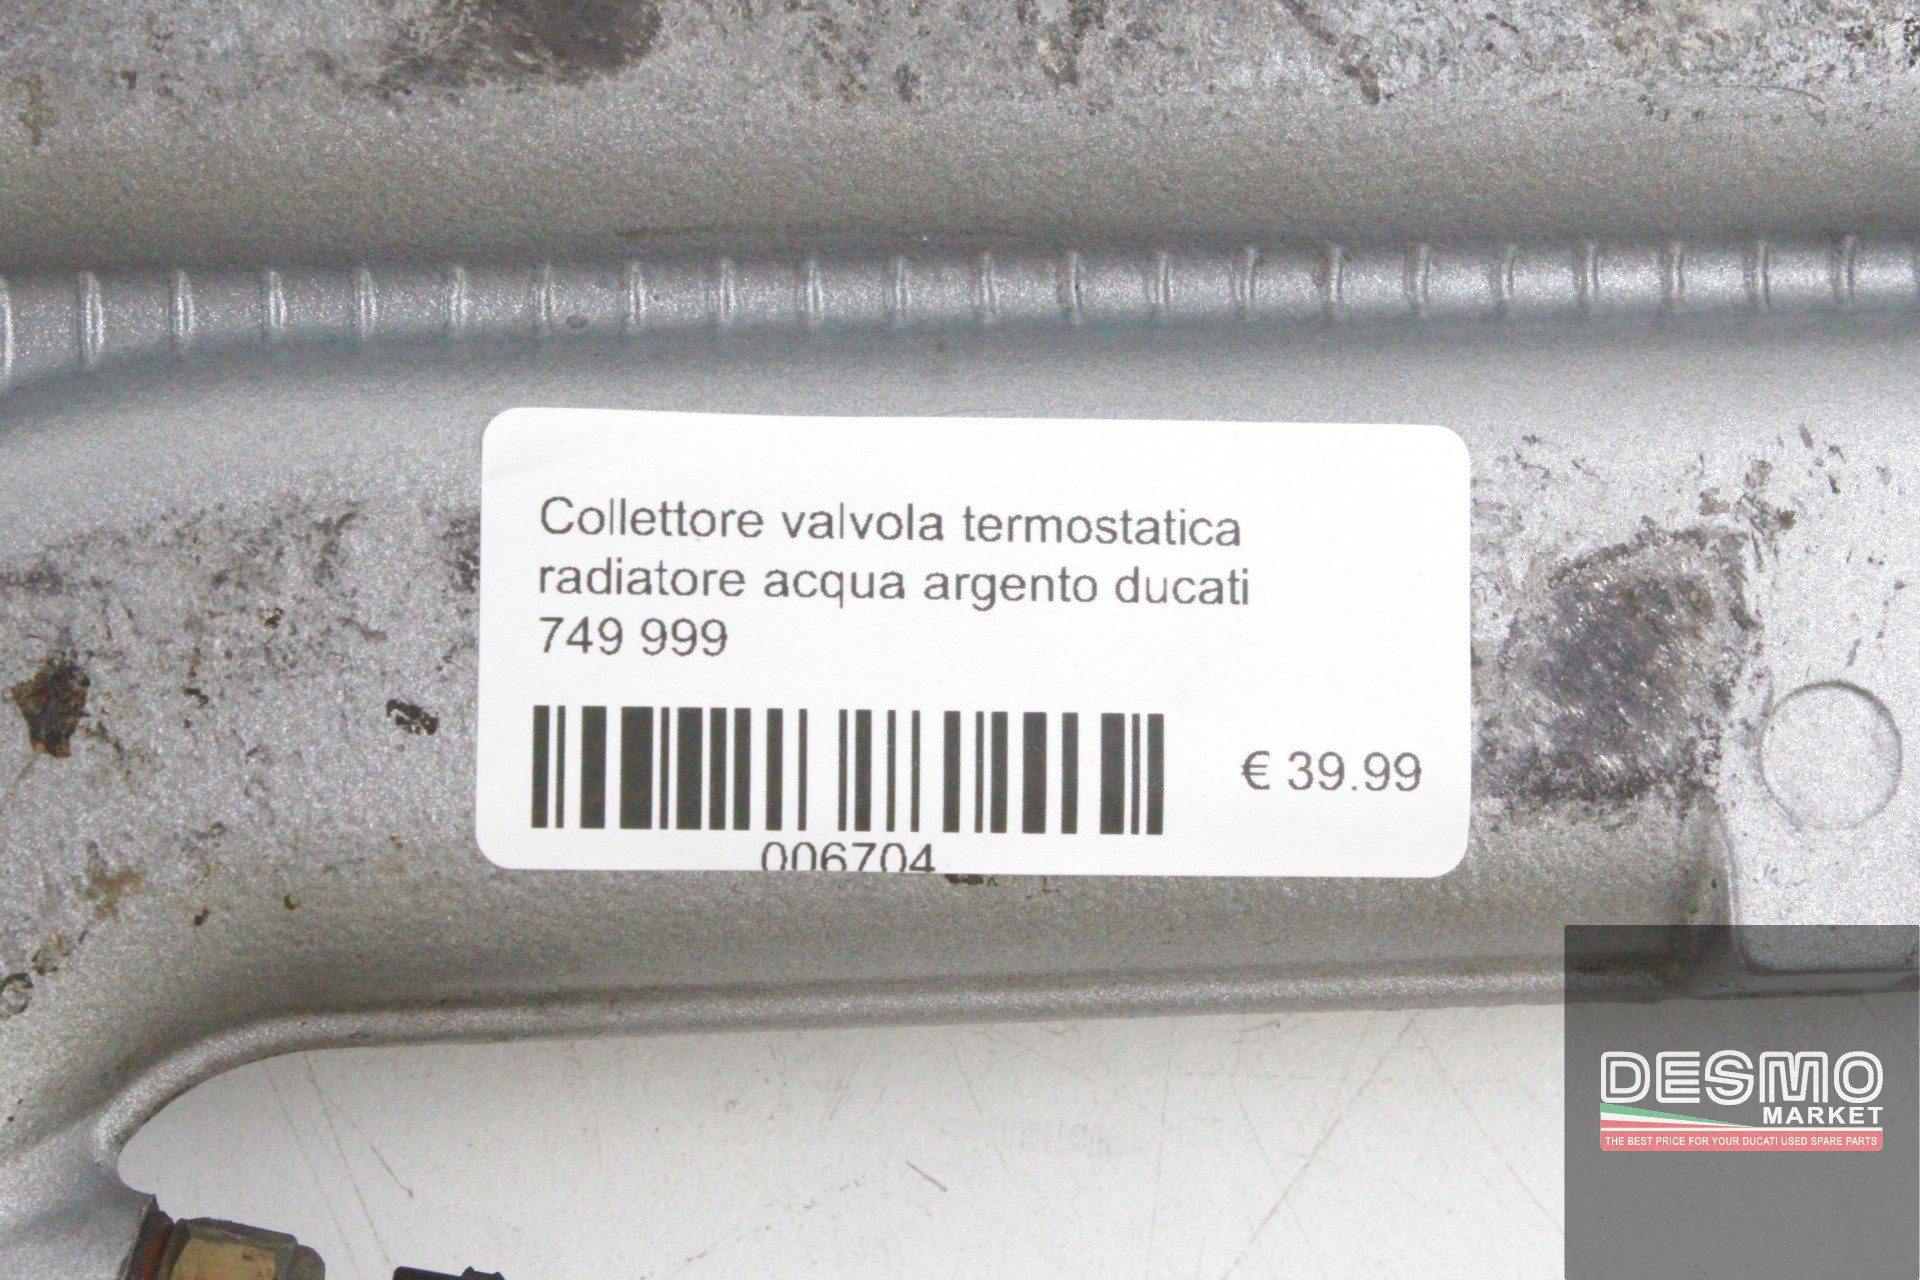 Collettore valvola termostatica
radiatore acqua argento ducati
749 999
€ 39.99
006704
DESMO
MARKET
THE BEST PRICE FOR YOUR DUCATI USED SPARE PARTS